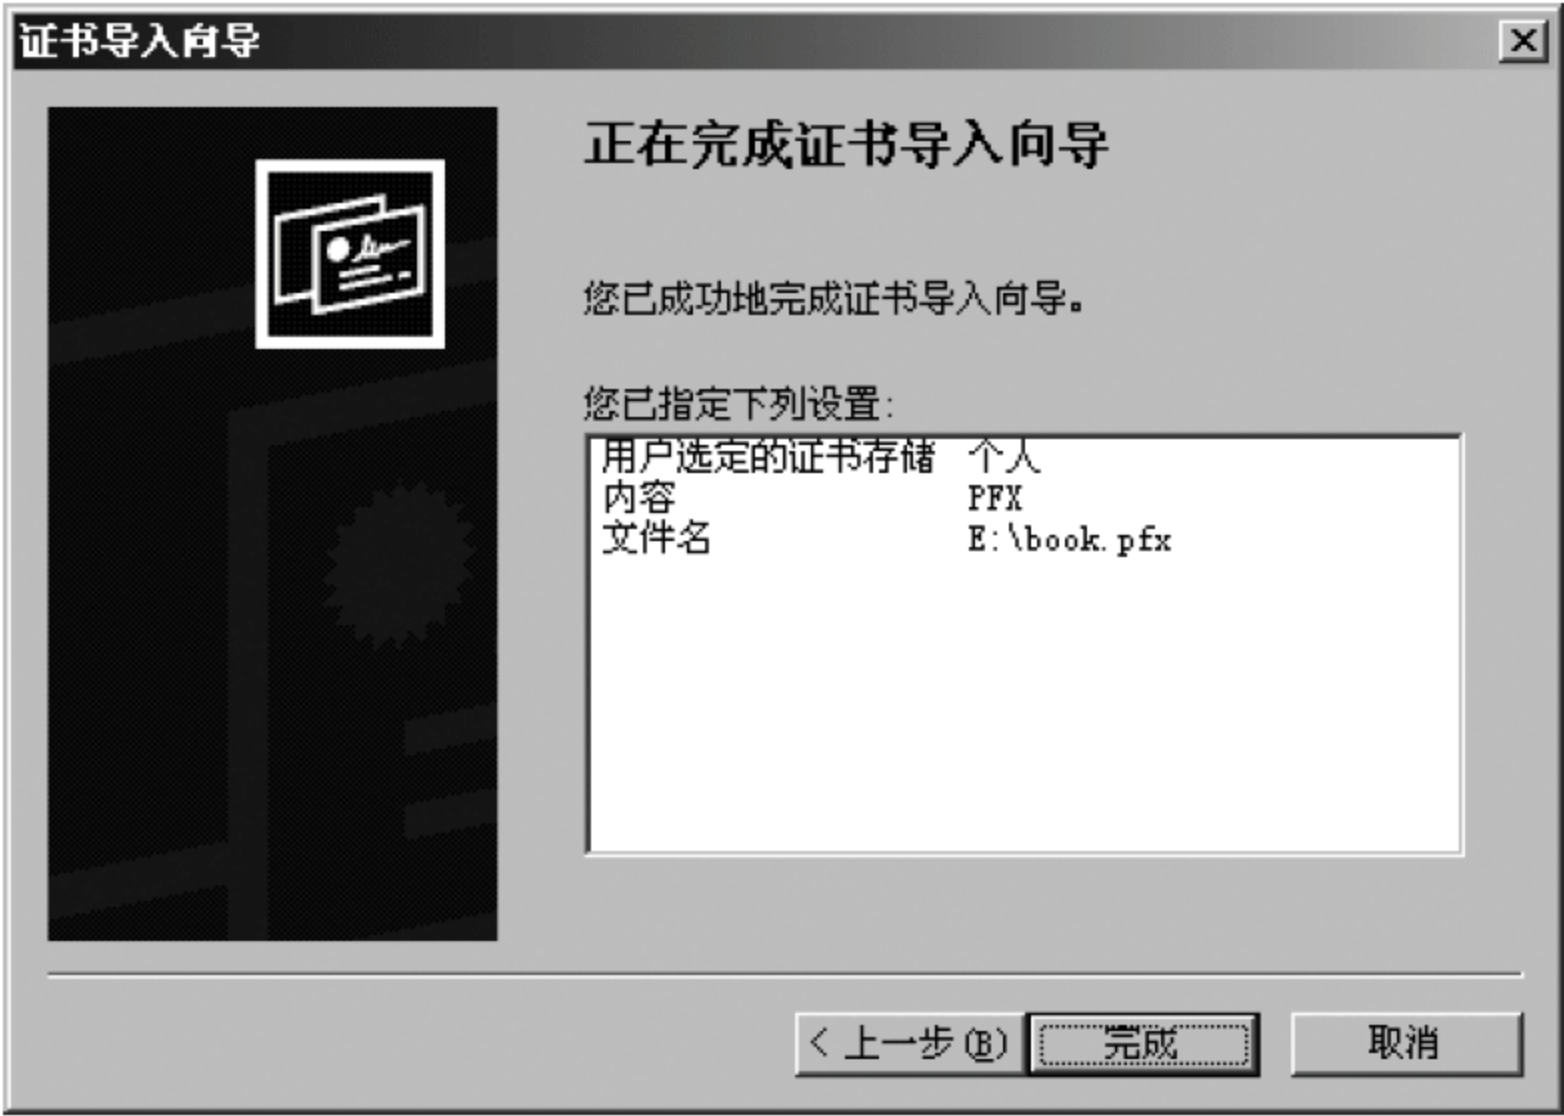 证书导入向导
正在完成证书导入向导
您已成功地完成证书导入向导。
您已指定下列设置:
用户选定的证书存储 个人
内容 PFX
文件名 E:\book.pfx
< 上一步(B) 完成 取消